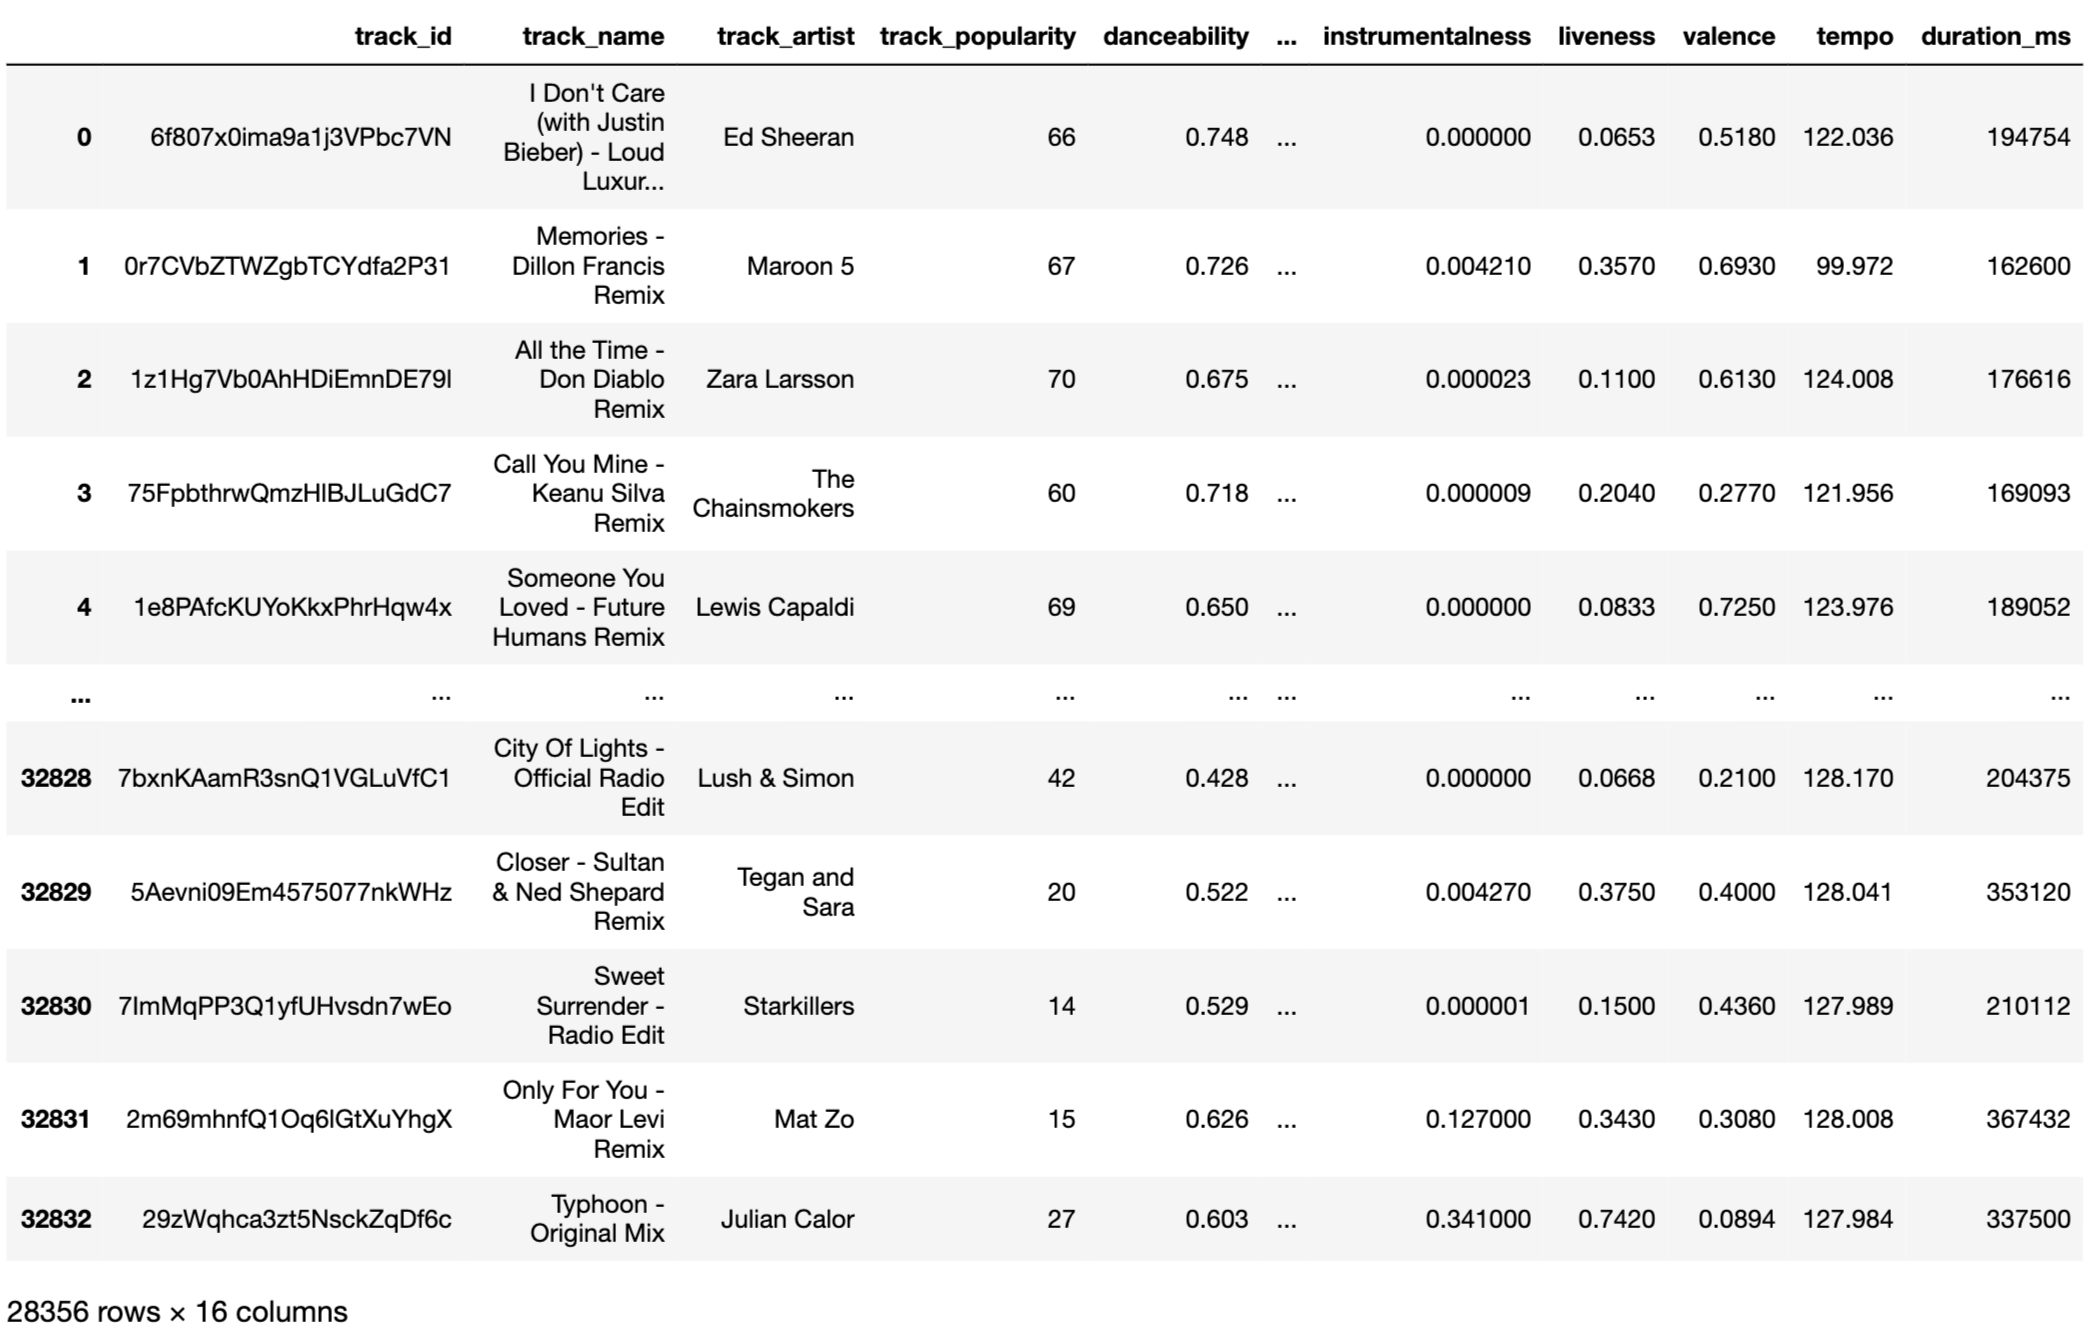 track_id track_name track_artist track_popularity danceability ... instrumentalness liveness valence tempo duration_ms
I Don't Care
(with Justin
Bieber) - Loud
Luxur...
0 6f807x0ima9a1j3VPbc7VN Ed Sheeran 66 0.748 ... 0.000000 0.0653 0.5180 122.036 194754
Memories -
Dillon Francis
Remix
1 0r7CVbZTWZgbTCYdfa2P31 Maroon 5 67 0.726 ... 0.004210 0.3570 0.6930 99.972 162600
All the Time -
Don Diablo
Remix
2 1z1Hg7Vb0AhHDiEmnDE79l Zara Larsson 70 0.675 ... 0.000023 0.1100 0.6130 124.008 176616
Call You Mine -
Keanu Silva
Remix
The
Chainsmokers
3 75FpbthrwQmzHlBJLuGdC7 60 0.718 ... 0.000009 0.2040 0.2770 121.956 169093
Someone You
Loved - Future
Humans Remix
4 1e8PAfcKUYoKkxPhrHqw4x Lewis Capaldi 69 0.650 ... 0.000000 0.0833 0.7250 123.976 189052
... ... ... ... ... ... ... ... ... ... ... ...
City Of Lights -
Official Radio
Edit
32828 7bxnKAamR3snQ1VGLuVfC1 Lush & Simon 42 0.428 ... 0.000000 0.0668 0.2100 128.170 204375
Closer - Sultan
& Ned Shepard
Remix
Tegan and
Sara
32829 5Aevni09Em4575077nkWHz 20 0.522 ... 0.004270 0.3750 0.4000 128.041 353120
Sweet
Surrender -
Radio Edit
32830 7ImMqPP3Q1yfUHvsdn7wEo Starkillers 14 0.529 ... 0.000001 0.1500 0.4360 127.989 210112
Only For You -
Maor Levi
Remix
32831 2m69mhnfQ1Oq6lGtXuYhgX Mat Zo 15 0.626 ... 0.127000 0.3430 0.3080 128.008 367432
Typhoon -
Original Mix
32832 29zWqhca3zt5NsckZqDf6c Julian Calor 27 0.603 ... 0.341000 0.7420 0.0894 127.984 337500
28356 rows × 16 columns